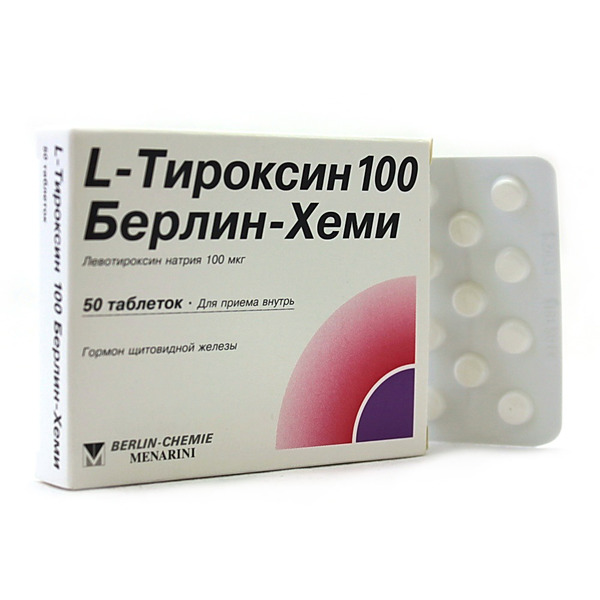 L-Тироксин 100
Берлин-Хеми
Левотироксин натрия 100 мкг
50 таблеток · Для приема внутрь
Гормон щитовидной железы
BERLIN-CHEMIE
MENARINI
L-Тироксин 100 Берлин-Хеми
50 таблеток